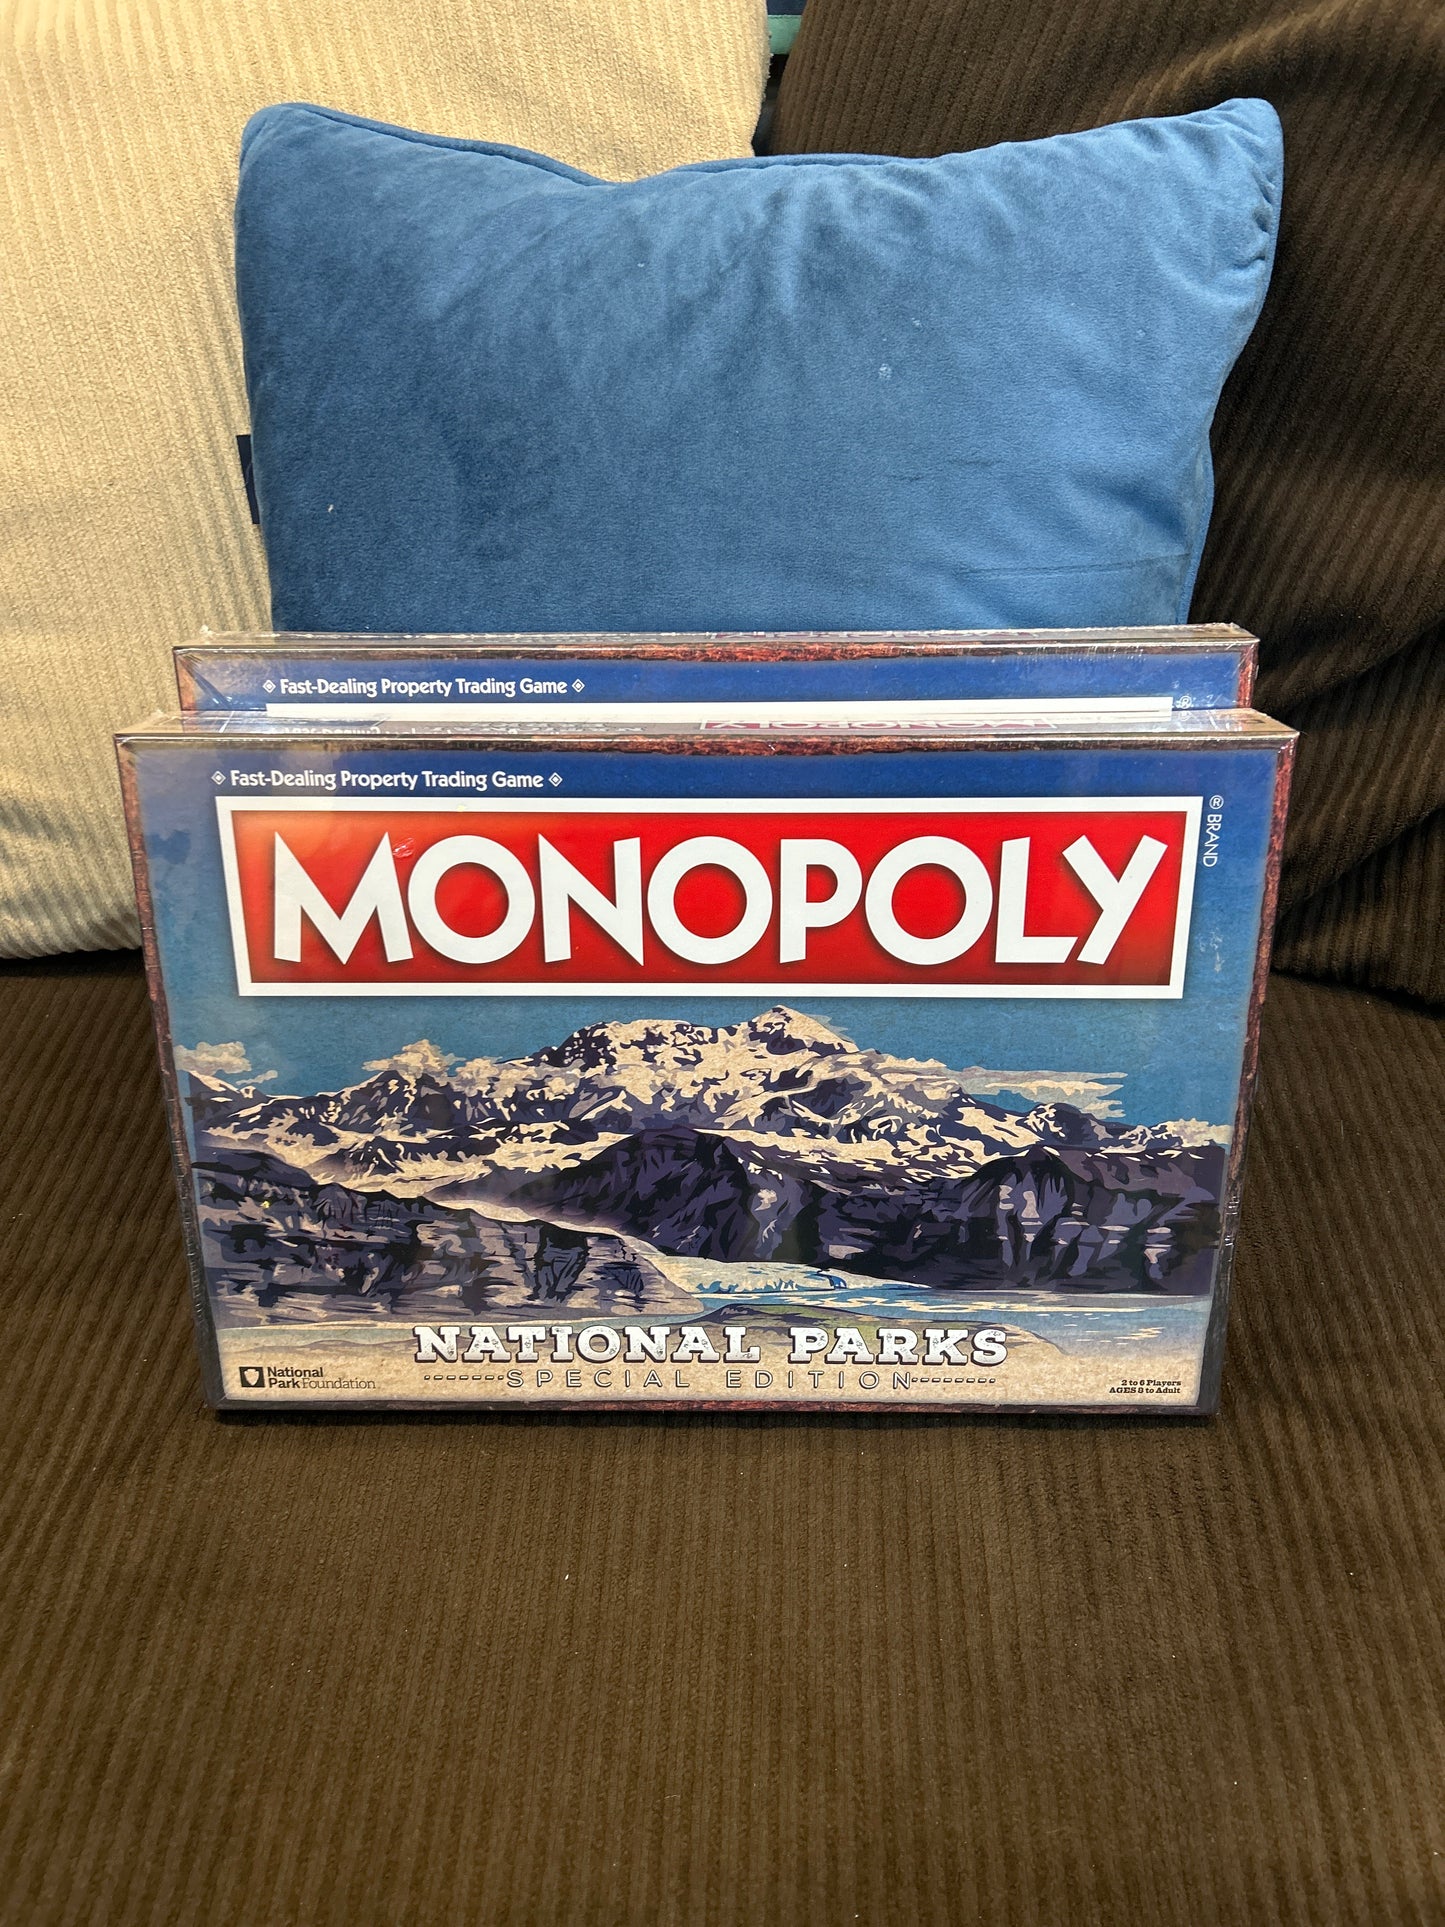 Fast-Dealing Property Trading Game
®
MONOPOLY
Fast-Dealing Property Trading Game
MONOPOLY
® BRAND
NATIONAL PARKS
SPECIAL EDITION
National
Park Foundation
2 to 6 Players
AGES 8 to Adult